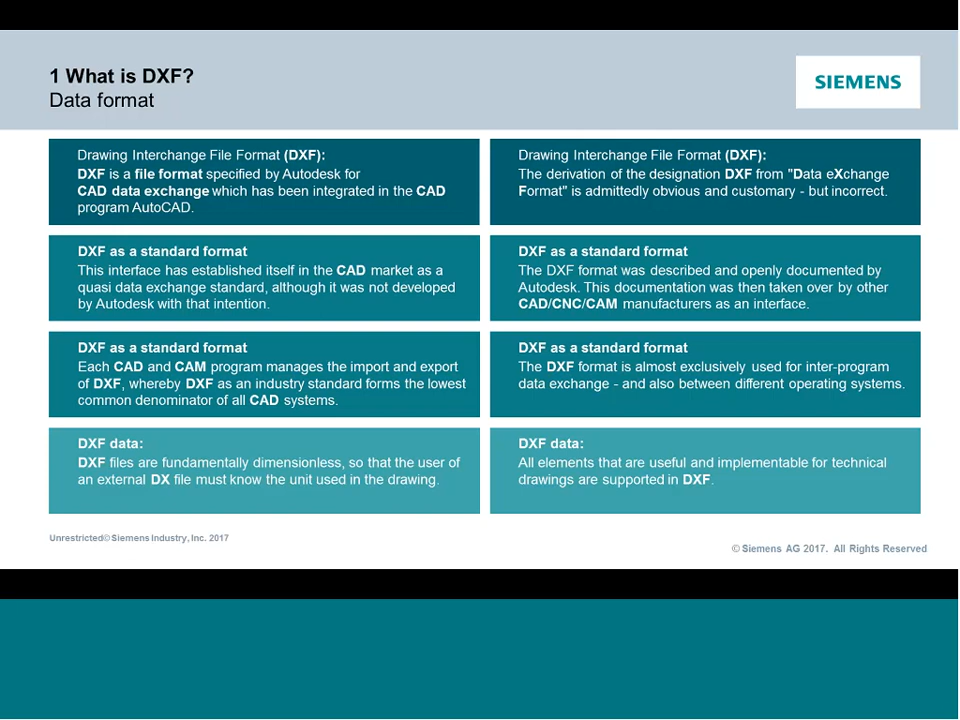 1 What is DXF?
Data format
SIEMENS
Drawing Interchange File Format (DXF):
DXF is a file format specified by Autodesk for
CAD data exchange which has been integrated in the CAD
program AutoCAD.
Drawing Interchange File Format (DXF):
The derivation of the designation DXF from "Data eXchange
Format" is admittedly obvious and customary - but incorrect.
DXF as a standard format
This interface has established itself in the CAD market as a
quasi data exchange standard, although it was not developed
by Autodesk with that intention.
DXF as a standard format
The DXF format was described and openly documented by
Autodesk. This documentation was then taken over by other
CAD/CNC/CAM manufacturers as an interface.
DXF as a standard format
Each CAD and CAM program manages the import and export
of DXF, whereby DXF as an industry standard forms the lowest
common denominator of all CAD systems.
DXF as a standard format
The DXF format is almost exclusively used for inter-program
data exchange - and also between different operating systems.
DXF data:
DXF files are fundamentally dimensionless, so that the user of
an external DX file must know the unit used in the drawing.
DXF data:
All elements that are useful and implementable for technical
drawings are supported in DXF.
Unrestricted© Siemens Industry, Inc. 2017
© Siemens AG 2017. All Rights Reserved